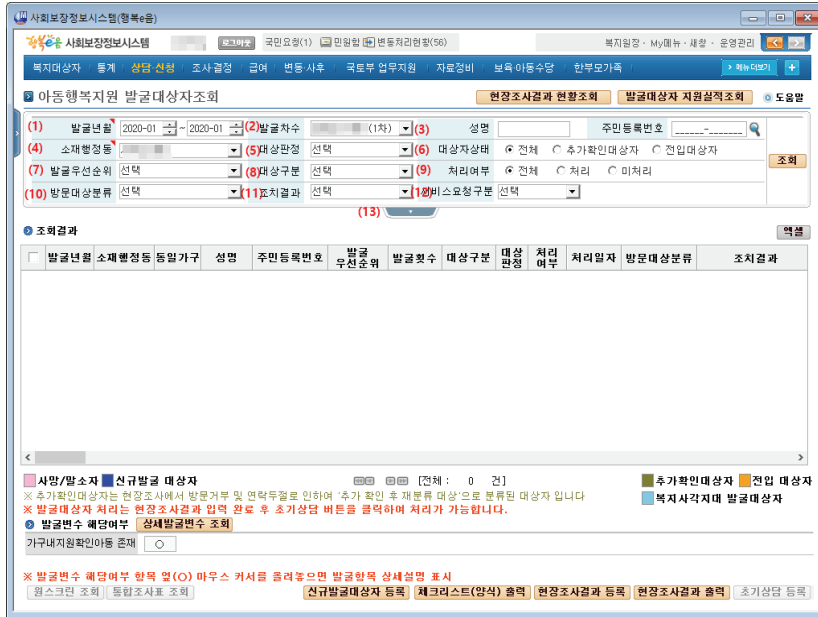 사회보장정보시스템(행복e음)
행복e음 사회보장정보시스템 로그아웃 국민요청(1) 민원함 변동처리현황(56) 복지일장· My메뉴· 새창· 운영관리
복지대상자 통계 상담·신청 조사·결정 급여 변동·사후 국토부 업무지원 자료정비 보육·아동수당 한부모가족 > 메뉴더보기 +
아동행복지원 발굴대상자조회 현장조사결과 현황조회 발굴대상자 지원실적조회 도움말
(1) 발굴년월 2020-01 ~ 2020-01 (2)발굴차수 (1차) (3) 성명 주민등록번호 ______-_______
(4) 소재행정동 (5)대상판정 선택 (6) 대상자상태 전체 추가확인대상자 전입대상자
조회
(7) 발굴우선순위 선택 (8)대상구분 선택 (9) 처리여부 전체 처리 미처리
(10) 방문대상분류 선택 (11)조치결과 선택 (12)비스요청구분 선택
(13)
조회결과 엑셀
발굴년월 소재행정동 동일가구 성명 주민등록번호 발굴우선순위 발굴횟수 대상구분 대상판정 처리여부 처리일자 방문대상분류 조치결과
사망/말소자 신규발굴 대상자 [전체 : 0 건] 추가확인대상자 전입 대상자
※ 추가확인대상자는 현장조사에서 방문거부 및 연락두절로 인하여 '추가 확인 후 재분류 대상'으로 분류된 대상자 입니다
복지사각지대 발굴대상자
※ 발굴대상자 처리는 현장조사결과 입력 완료 후 초기상담 버튼을 클릭하여 처리가 가능합니다.
발굴변수 해당여부 상세발굴변수 조회
가구내지원확인아동 존재 ○
※ 발굴변수 해당여부 항목 옆(○) 마우스 커서를 올려놓으면 발굴항목 상세설명 표시
원스크린 조회 통합조사표 조회 신규발굴대상자 등록 체크리스트(양식) 출력 현장조사결과 등록 현장조사결과 출력 초기상담 등록